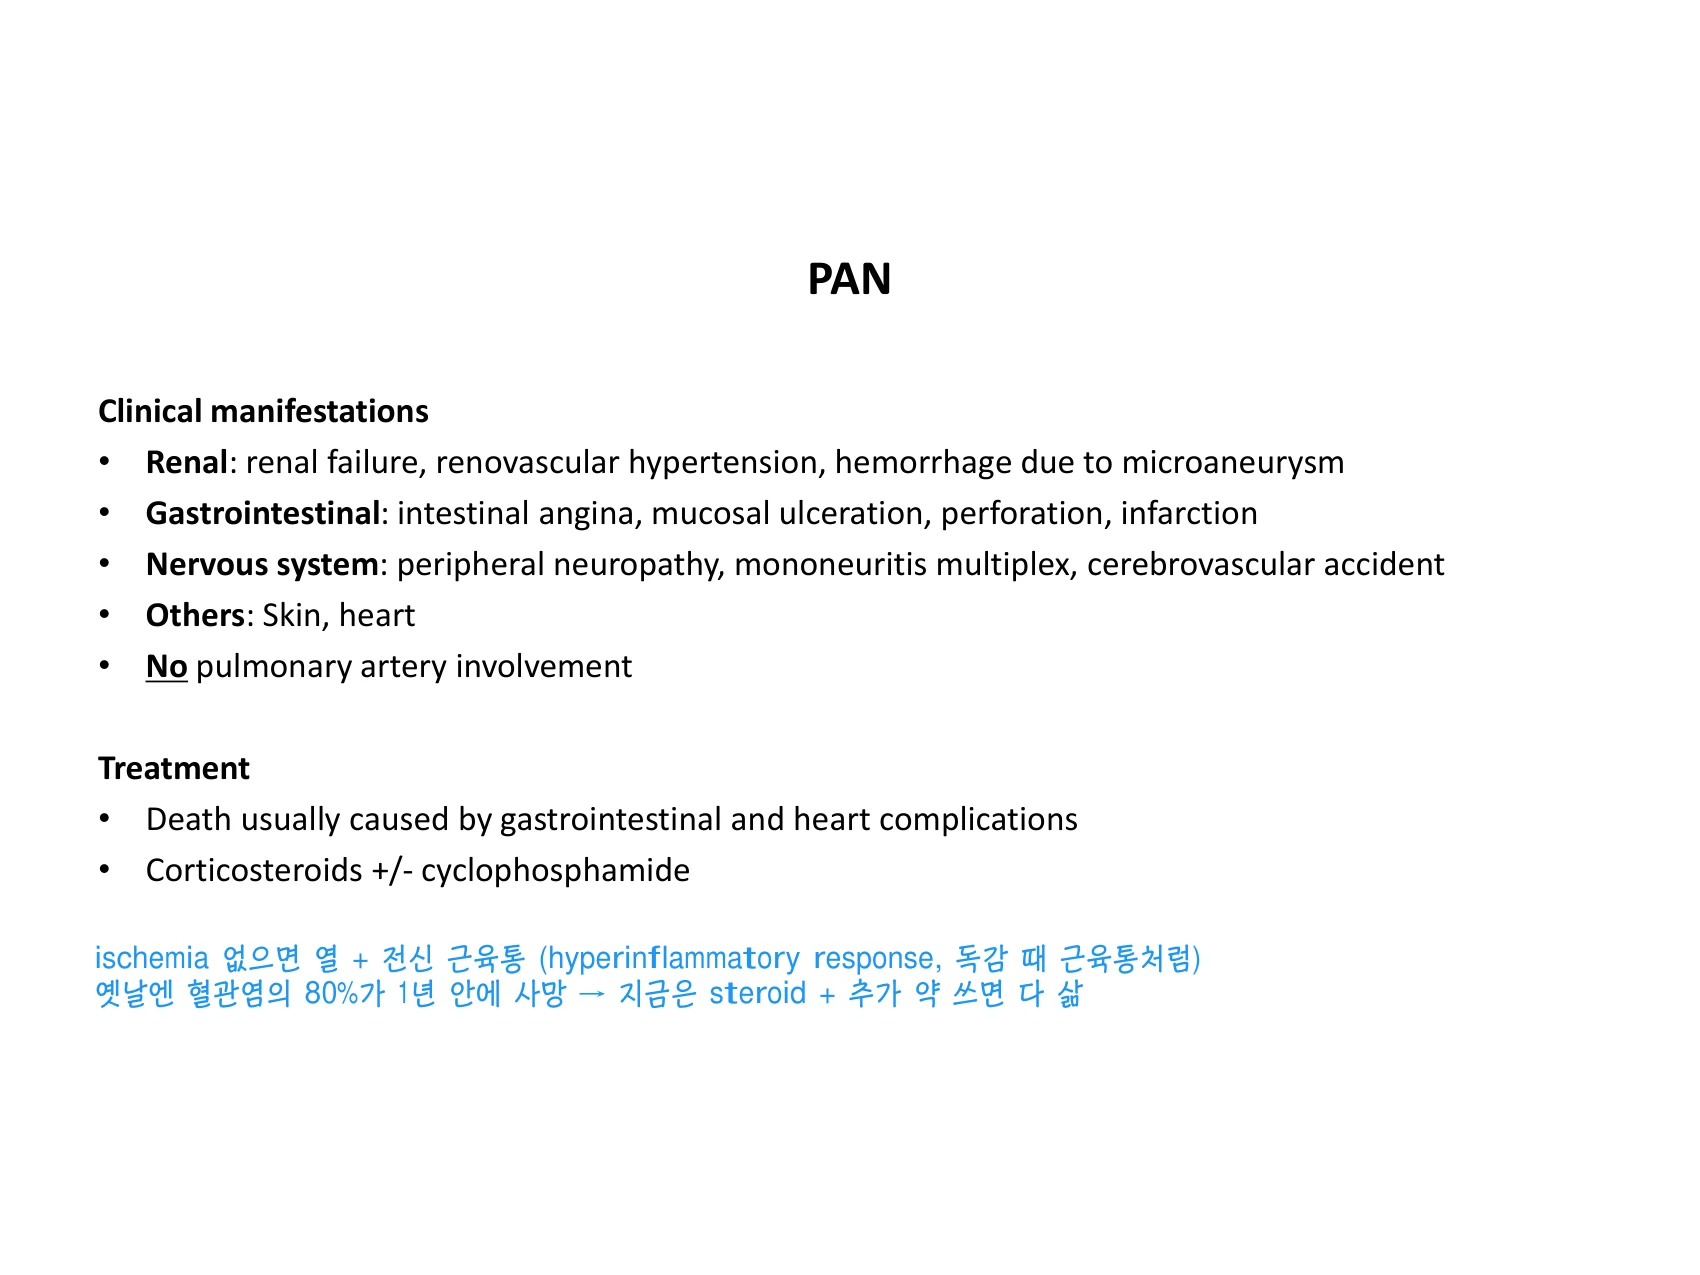 PAN
Clinical manifestations
• Renal: renal failure, renovascular hypertension, hemorrhage due to microaneurysm
• Gastrointestinal: intestinal angina, mucosal ulceration, perforation, infarction
• Nervous system: peripheral neuropathy, mononeuritis multiplex, cerebrovascular accident
• Others: Skin, heart
• No pulmonary artery involvement
Treatment
• Death usually caused by gastrointestinal and heart complications
• Corticosteroids +/- cyclophosphamide
ischemia 없으면 열 + 전신 근육통 (hyperinflammatory response, 독감 때 근육통처럼)
옛날엔 혈관염의 80%가 1년 안에 사망 → 지금은 steroid + 추가 약 쓰면 다 삶